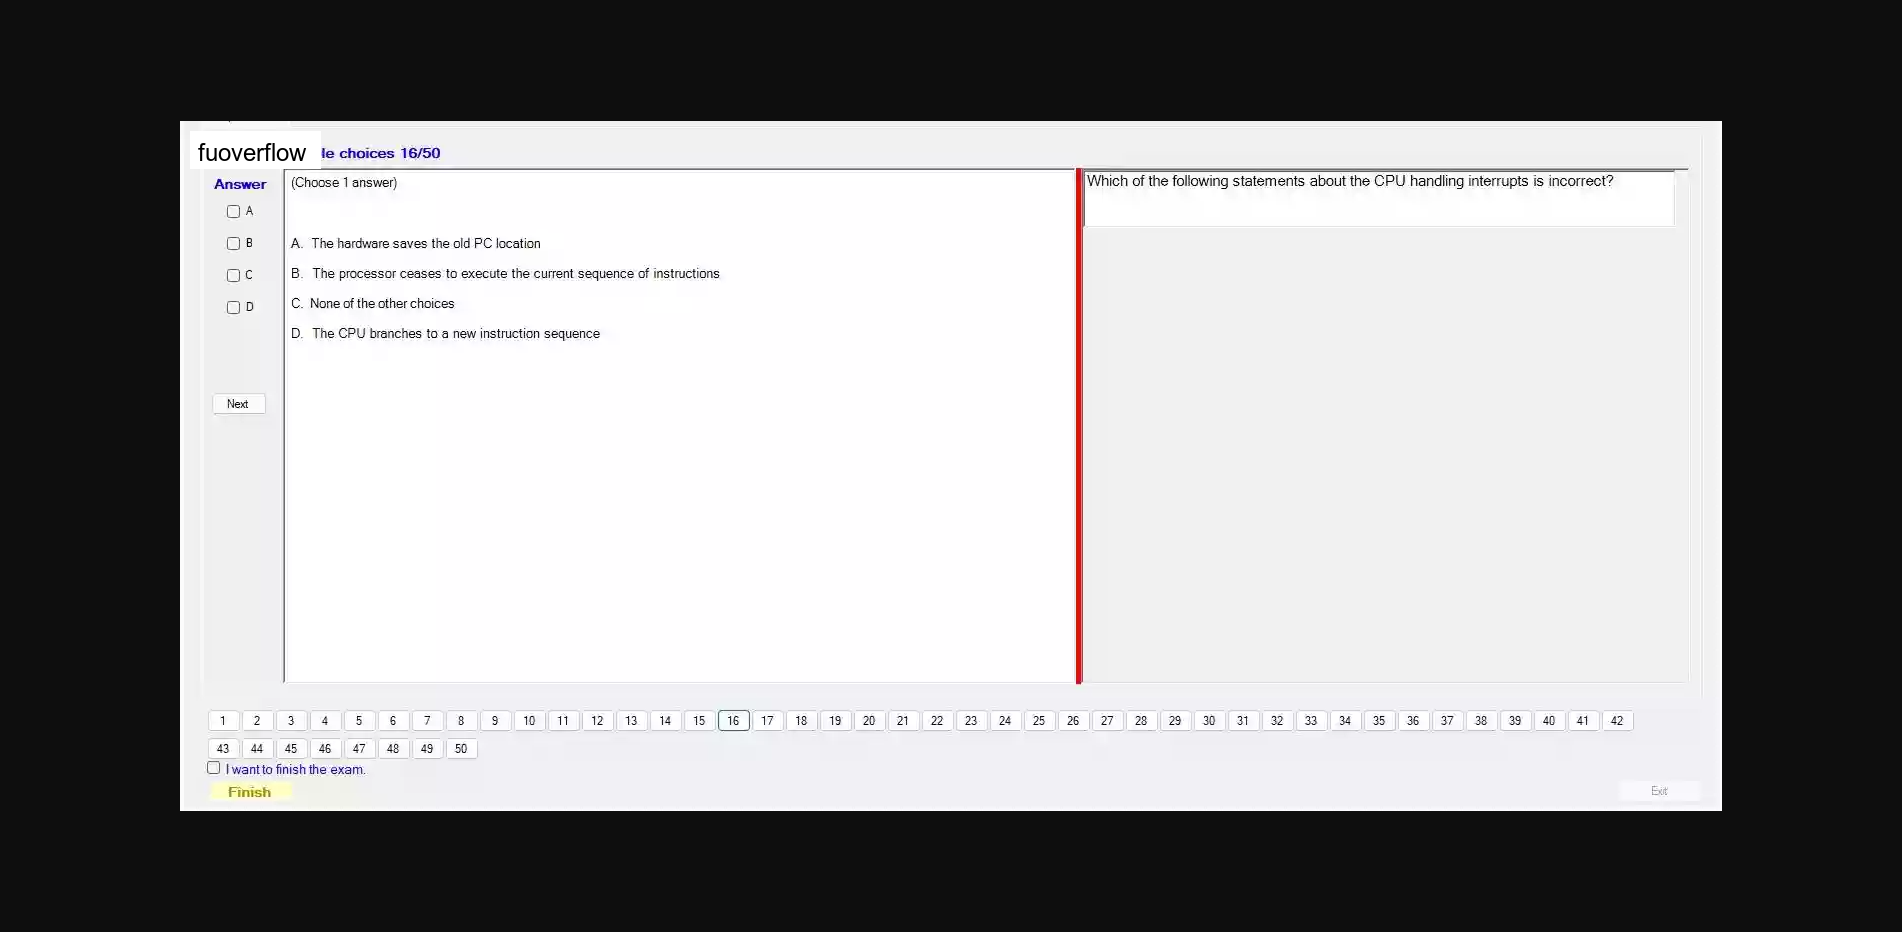 fuoverflow le choices 16/50
Answer
(Choose 1 answer)
Which of the following statements about the CPU handling interrupts is incorrect?
A
B
C
D
A. The hardware saves the old PC location
B. The processor ceases to execute the current sequence of instructions
C. None of the other choices
D. The CPU branches to a new instruction sequence
Next
1 2 3 4 5 6 7 8 9 10 11 12 13 14 15 16 17 18 19 20 21 22 23 24 25 26 27 28 29 30 31 32 33 34 35 36 37 38 39 40 41 42
43 44 45 46 47 48 49 50
I want to finish the exam.
Finish
Exit